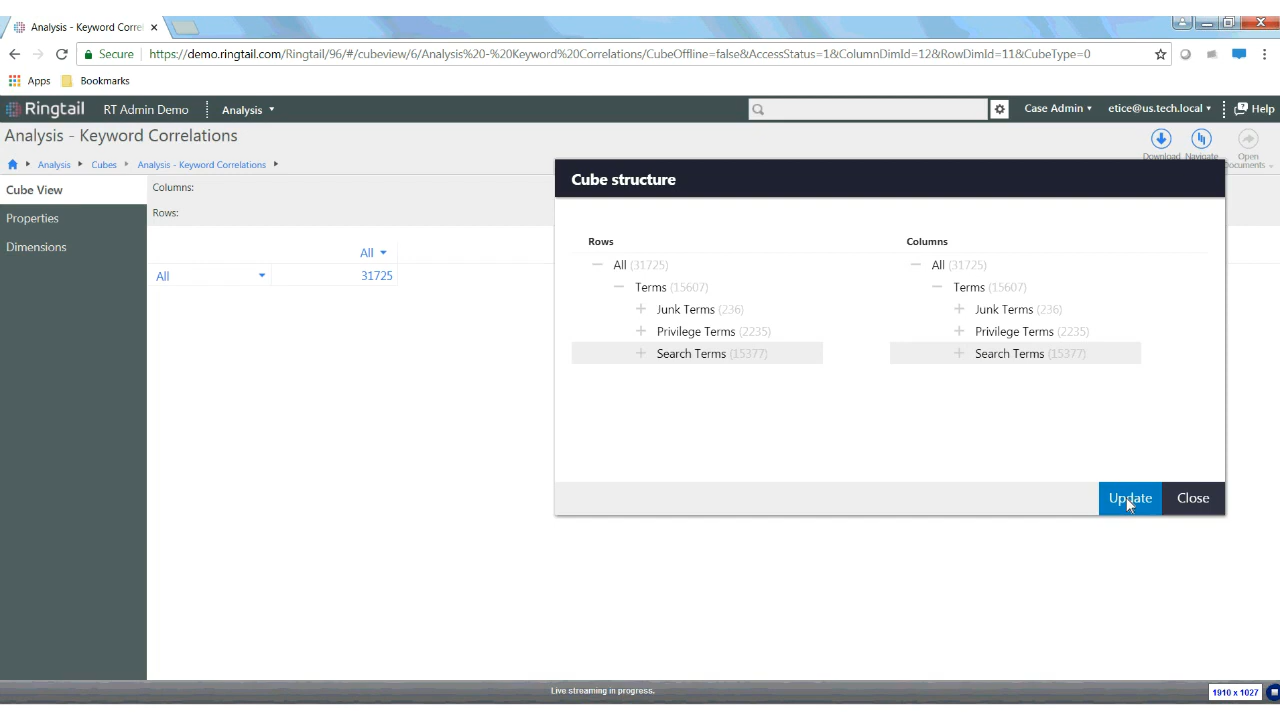 Analysis - Keyword Correl
Secure https://demo.ringtail.com/Ringtail/96/#/cubeview/6/Analysis%20-%20Keyword%20Correlations/CubeOffline=false&AccessStatus=1&ColumnDimId=12&RowDimId=11&CubeType=0
Apps Bookmarks
Ringtail RT Admin Demo Analysis Case Admin etice@us.tech.local Help
Analysis - Keyword Correlations
Download Navigate Open Documents
Analysis Cubes Analysis - Keyword Correlations
Cube View
Properties
Dimensions
Columns:
Rows:
All
All 31725
Cube structure
Rows Columns
All (31725) All (31725)
Terms (15607) Terms (15607)
Junk Terms (236) Junk Terms (236)
Privilege Terms (2235) Privilege Terms (2235)
Search Terms (15377) Search Terms (15377)
Update Close
Live streaming in progress.
1910 x 1027